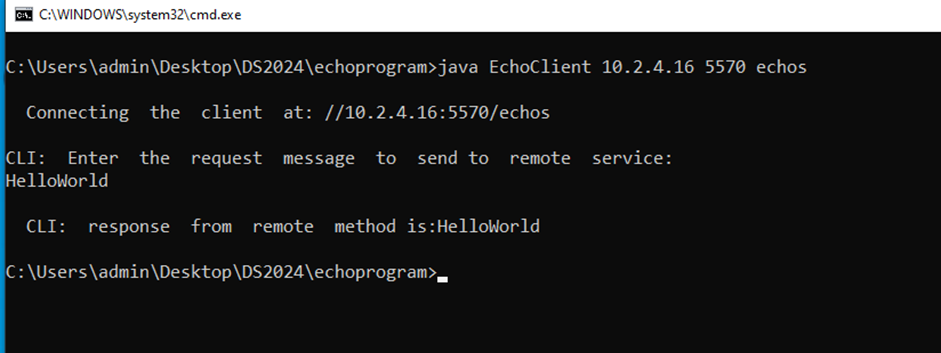 C:\WINDOWS\system32\cmd.exe
C:\Users\admin\Desktop\DS2024\echoprogram>java EchoClient 10.2.4.16 5570 echos
Connecting the client at: //10.2.4.16:5570/echos
CLI: Enter the request message to send to remote service:
HelloWorld
CLI: response from remote method is:HelloWorld
C:\Users\admin\Desktop\DS2024\echoprogram>